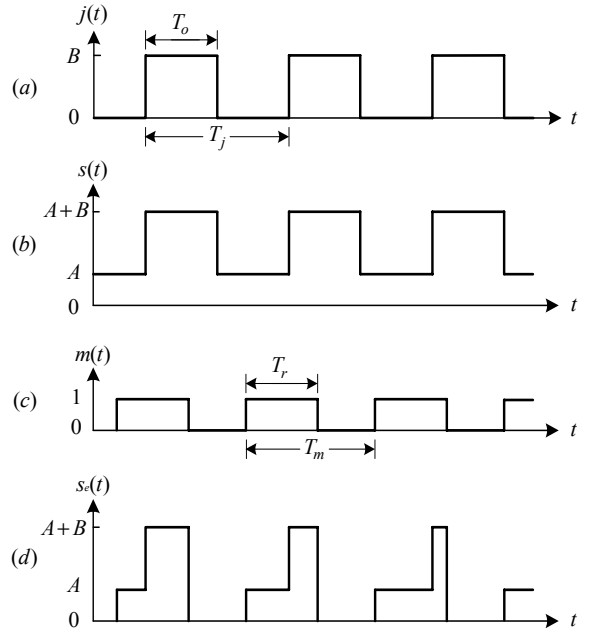 j(t)
T_o
B
(a)
0
t
T_j
s(t)
A+B
(b)
A
0
t
m(t)
T_r
1
(c)
0
t
T_m
s_e(t)
A+B
(d)
A
0
t